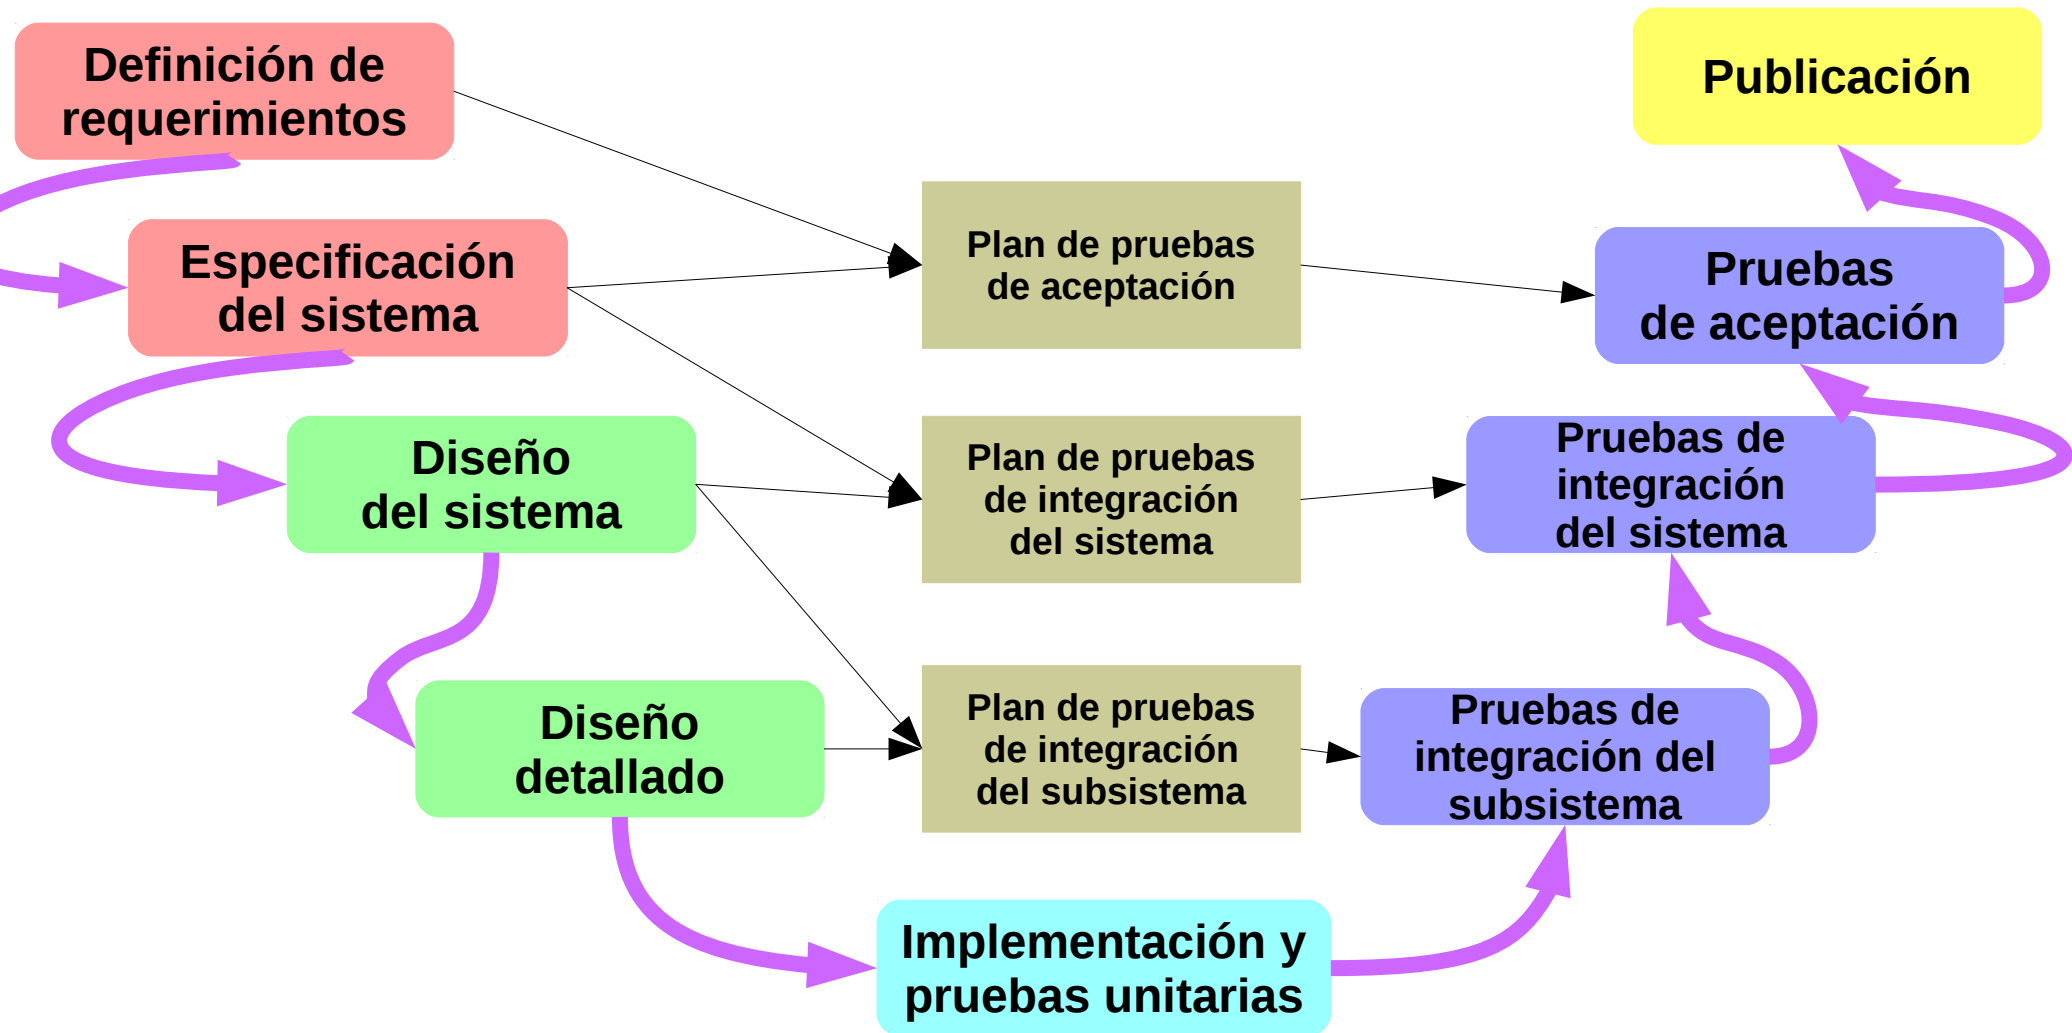 Definición de
requerimientos
Publicación
Especificación
del sistema
Plan de pruebas
de aceptación
Pruebas
de aceptación
Diseño
del sistema
Plan de pruebas
de integración
del sistema
Pruebas de
integración
del sistema
Diseño
detallado
Plan de pruebas
de integración
del subsistema
Pruebas de
integración del
subsistema
Implementación y
pruebas unitarias